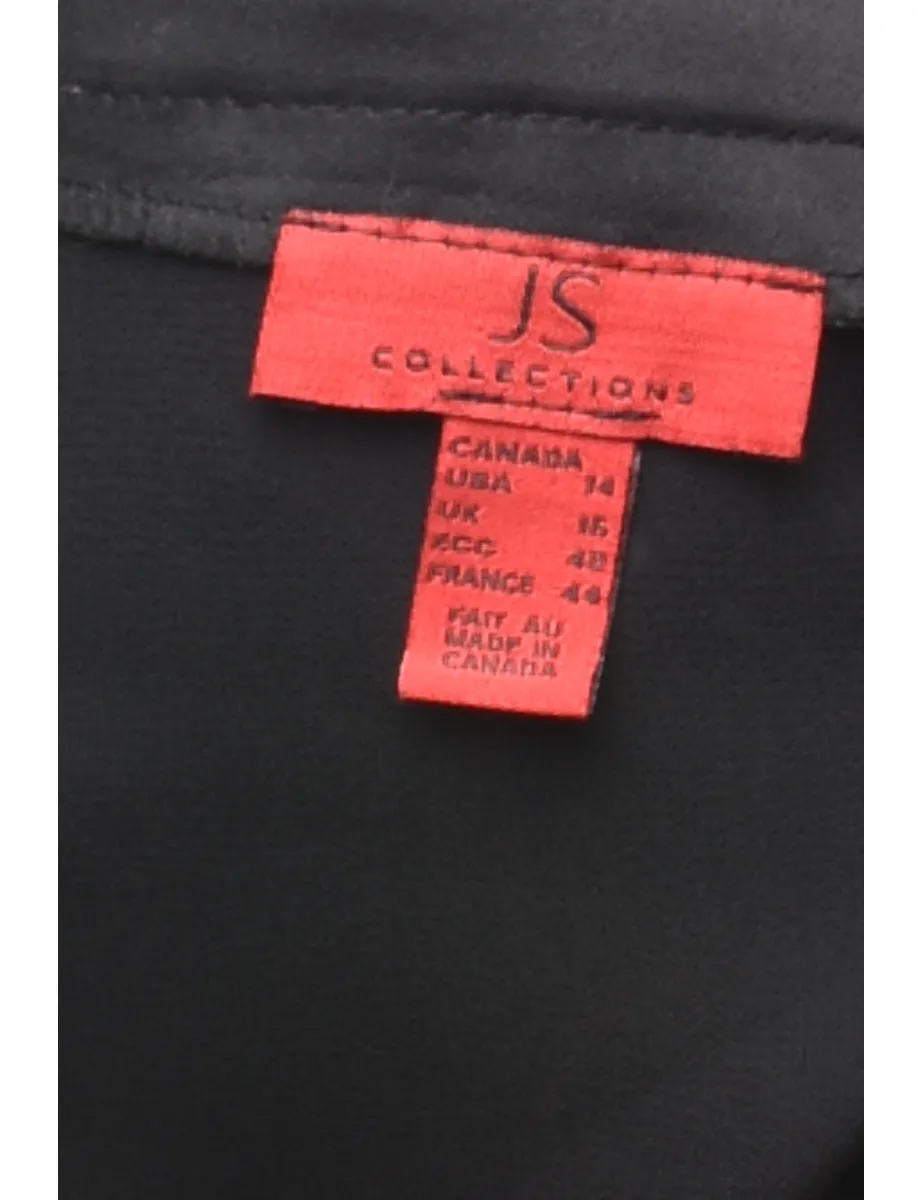 JS
COLLECTIONS
CANADA
USA 14
UK 16
ECC 42
FRANCE 44
FAIT AU
MADE IN
CANADA